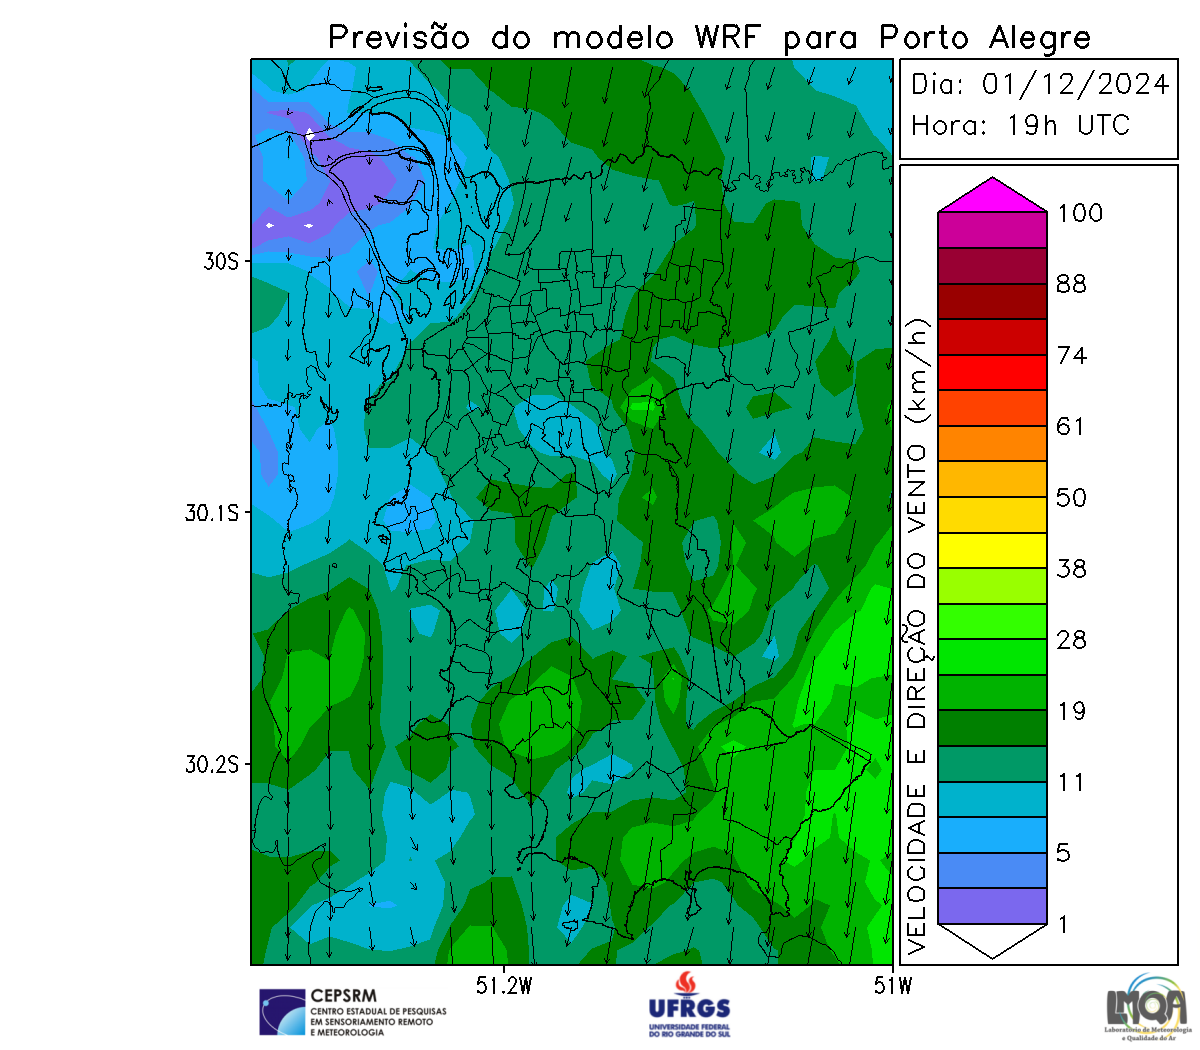 Previsão do modelo WRF para Porto Alegre
Dia: 01/12/2024
Hora: 19h UTC
30S
30.1S
30.2S
51.2W
51W
VELOCIDADE E DIREÇÃO DO VENTO (km/h)
100
88
74
61
50
38
28
19
11
5
1
CEPSRM
CENTRO ESTADUAL DE PESQUISAS
EM SENSORIAMENTO REMOTO
E METEOROLOGIA
UFRGS
UNIVERSIDADE FEDERAL
DO RIO GRANDE DO SUL
LMQA
Laboratório de Meteorologia
e Qualidade do Ar